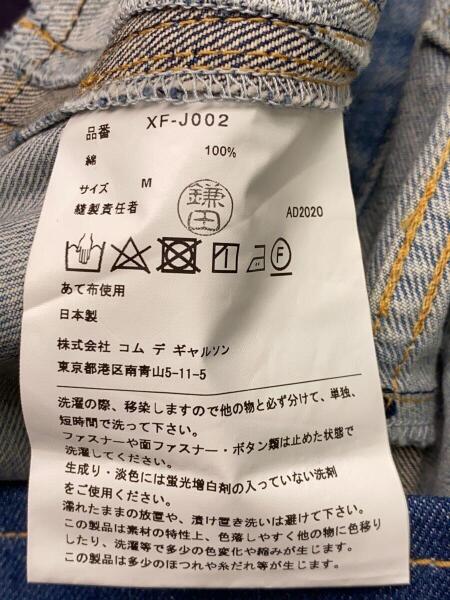 品番 XF-J002
綿 100%
サイズ M
縫製責任者 鎌田 AD2020
F
あて布使用
日本製
株式会社 コム デ ギャルソン
東京都港区南青山5-11-5
洗濯の際、移染しますので他の物と必ず分けて、単独、
短時間で洗って下さい。
ファスナーや面ファスナー・ボタン類は止めた状態で
洗濯してください。
生成り・淡色には蛍光増白剤の入っていない洗剤
をご使用ください。
濡れたままの放置や、漬け置き洗いは避けて下さい。
この製品は素材の特性上、色落しやすく他の物に色移り
したり、洗濯等で多少の色変化や縮みが生じます。
この製品は多少のほつれや糸だれ等が生じます。